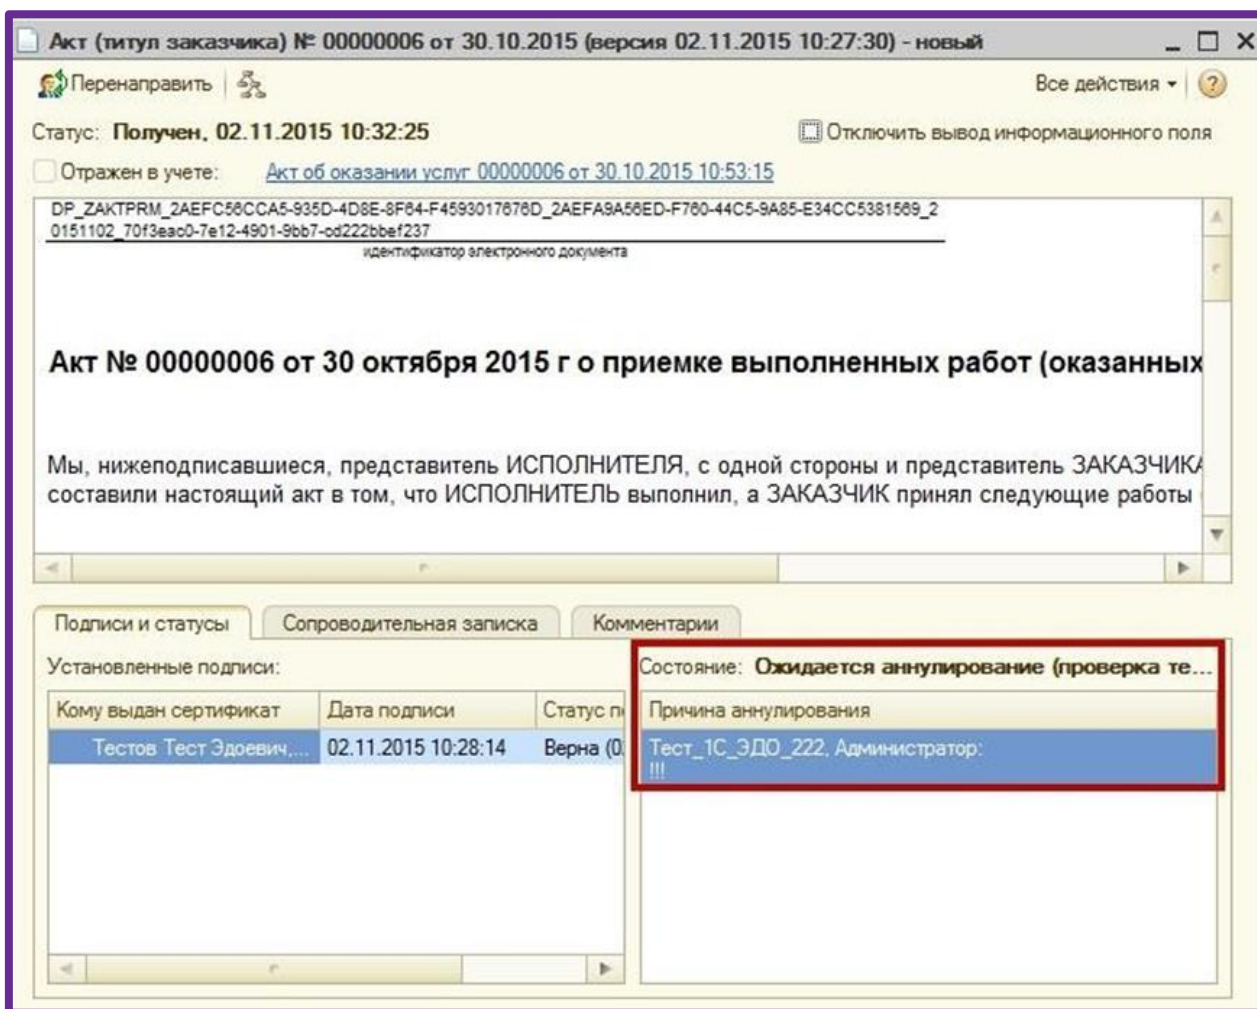 Акт (титул заказчика) № 00000006 от 30.10.2015 (версия 02.11.2015 10:27:30) - новый
Перенаправить Все действия
Статус: Получен, 02.11.2015 10:32:25 Отключить вывод информационного поля
Отражен в учете: Акт об оказании услуг 00000006 от 30.10.2015 10:53:15
DP_ZAKTPRM_2AEFC56CCA5-935D-4D8E-8F64-F4593017676D_2AEFA9A56ED-F760-44C5-9A85-E34CC5381569_2
0151102_70f3eac0-7e12-4901-9bb7-cd222bbef237
идентификатор электронного документа
Акт № 00000006 от 30 октября 2015 г о приемке выполненных работ (оказанных
Мы, нижеподписавшиеся, представитель ИСПОЛНИТЕЛЯ, с одной стороны и представитель ЗАКАЗЧИКА
составили настоящий акт в том, что ИСПОЛНИТЕЛЬ выполнил, а ЗАКАЗЧИК принял следующие работы
Подписи и статусы Сопроводительная записка Комментарии
Установленные подписи: Состояние: Ожидается аннулирование (проверка те...
Кому выдан сертификат Дата подписи Статус п Причина аннулирования
Тестов Тест Эдоевич,... 02.11.2015 10:28:14 Верна (0 Тест_1С_ЭДО_222, Администратор:
!!!